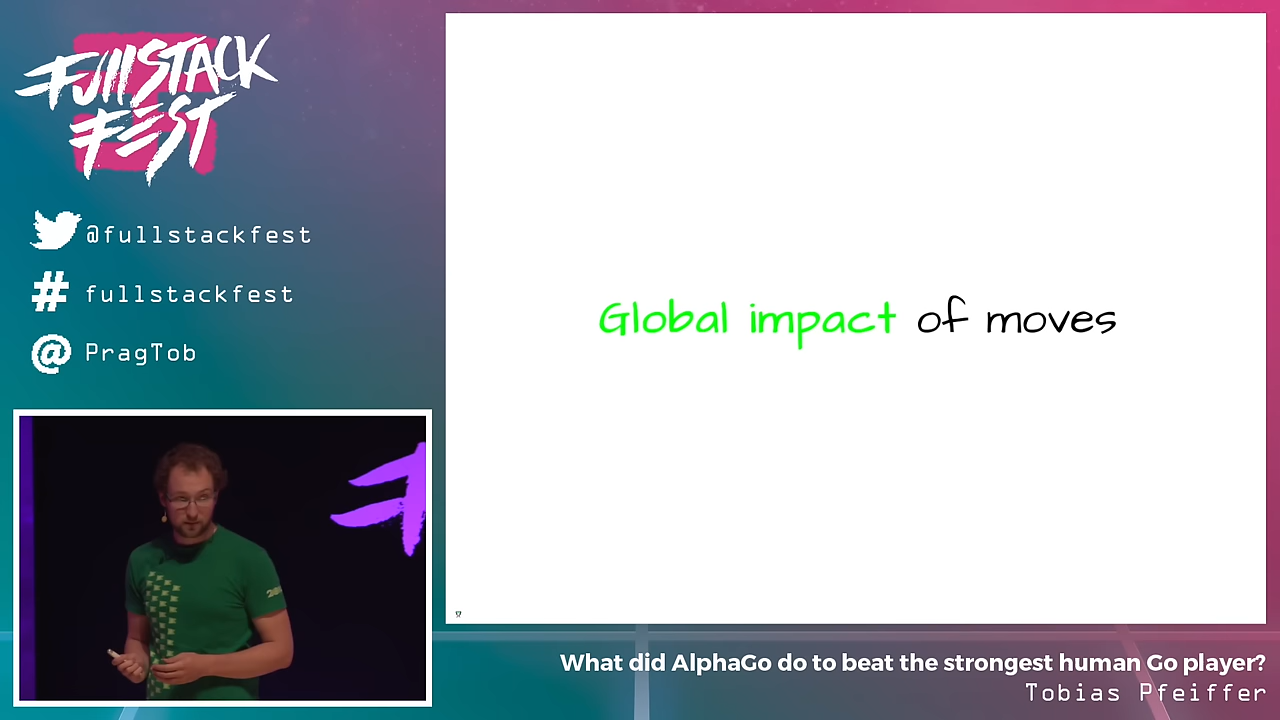 FullStack
Fest
@fullstackfest
# fullstackfest
@ PragTob
Global impact of moves
What did AlphaGo do to beat the strongest human Go player?
Tobias Pfeiffer